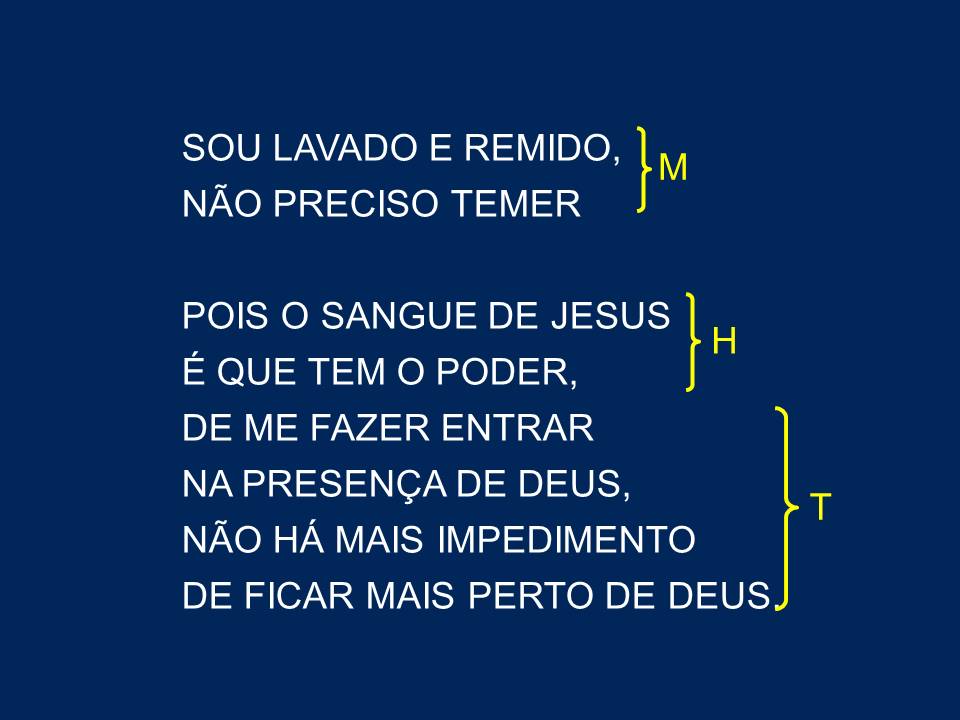 SOU LAVADO E REMIDO,
M
NÃO PRECISO TEMER
POIS O SANGUE DE JESUS
H
É QUE TEM O PODER,
DE ME FAZER ENTRAR
NA PRESENÇA DE DEUS,
T
NÃO HÁ MAIS IMPEDIMENTO
DE FICAR MAIS PERTO DE DEUS.